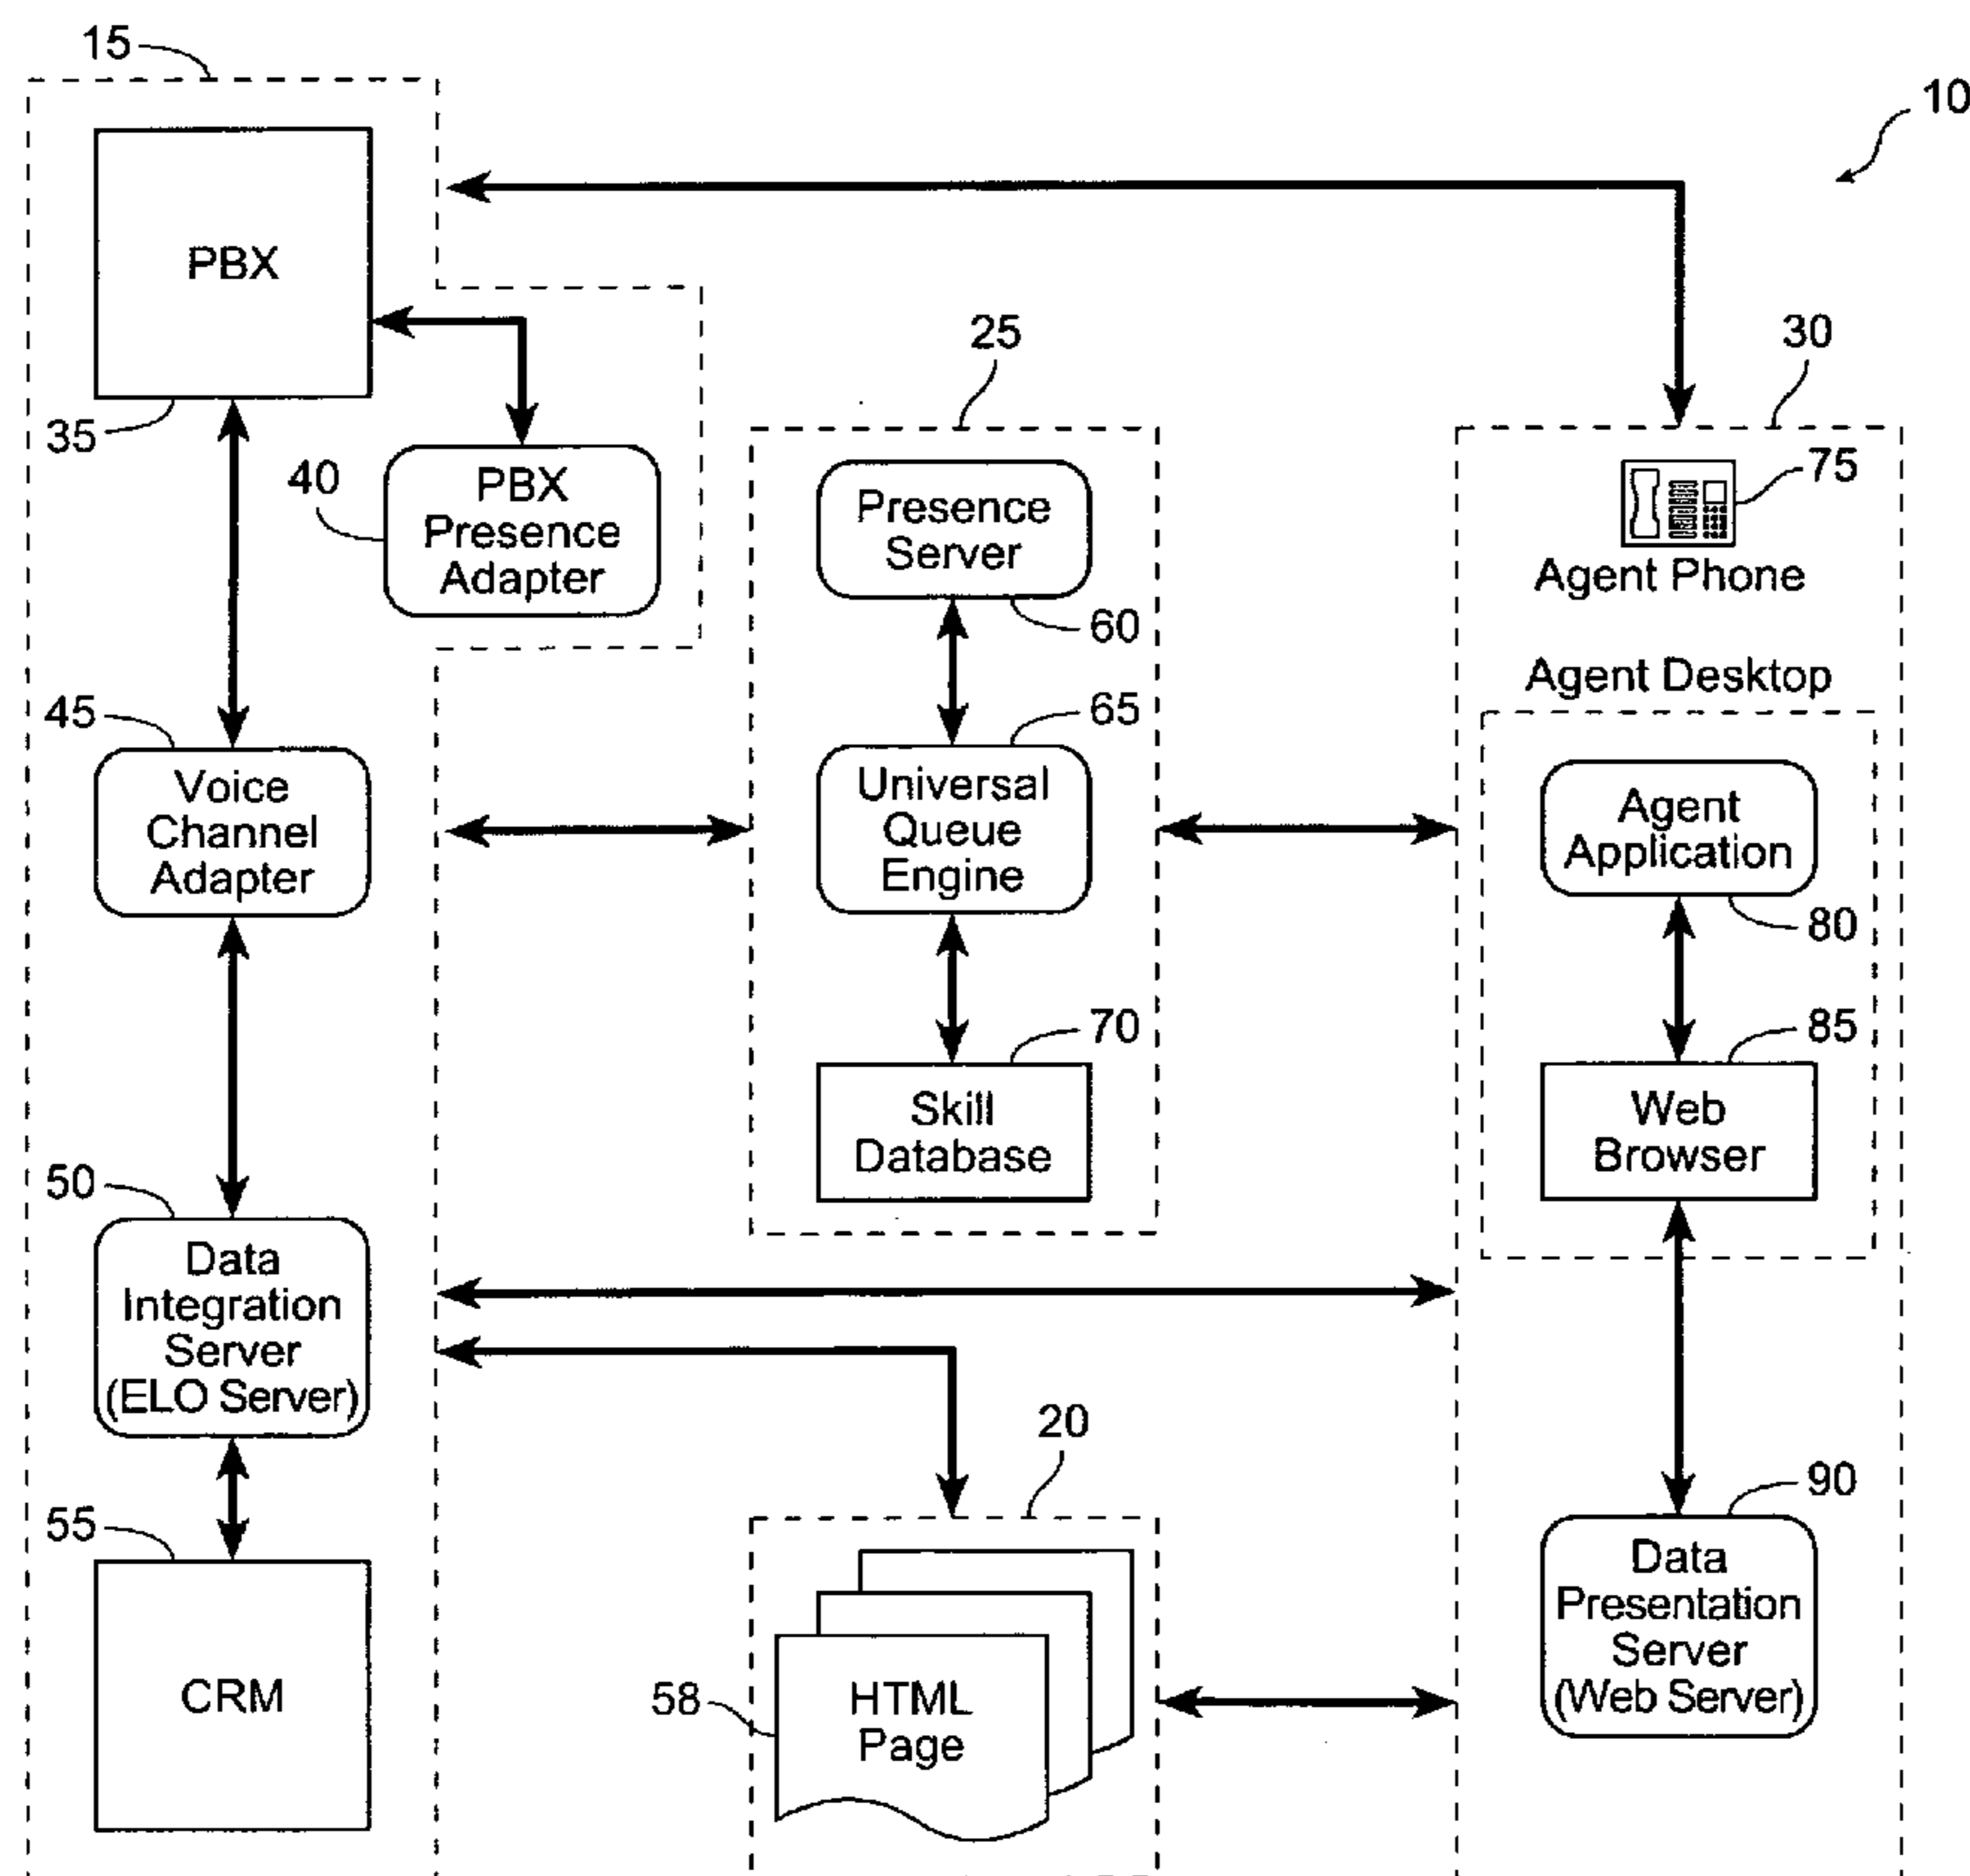 15
10
PBX
25
30
35
40
PBX
Presence
Adapter
Presence
Server
75
Agent Phone
60
Agent Desktop
45
65
Voice
Channel
Adapter
Universal
Queue
Engine
Agent
Application
80
70
85
Skill
Database
Web
Browser
50
Data
Integration
Server
(ELO Server)
20
90
55
Data
Presentation
Server
(Web Server)
CRM
58
HTML
Page